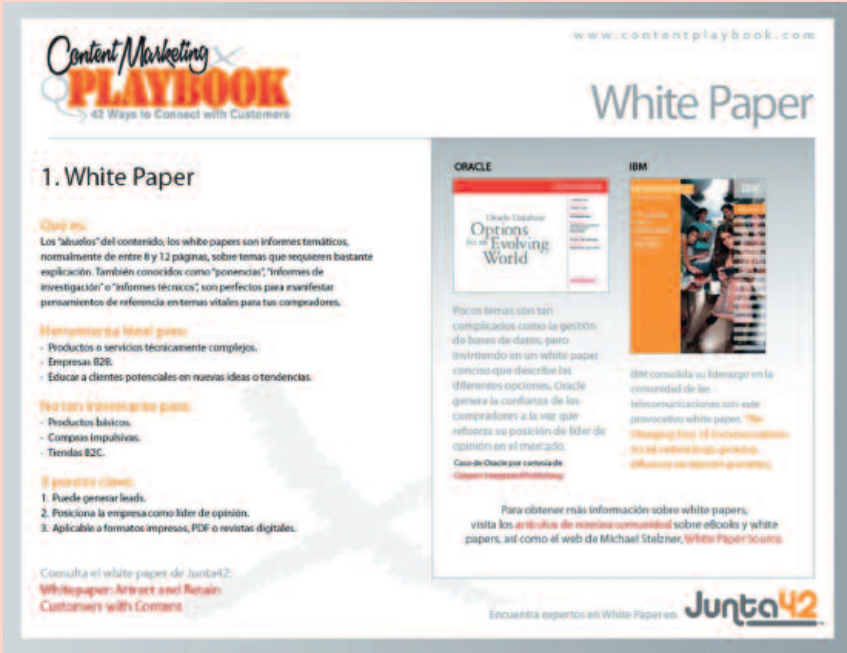 www.contentplaybook.com
Content Marketing
PLAYBOOK
42 Ways to Connect with Customers
White Paper
1. White Paper
Qué es:
Los "abuelos" del contenido, los white papers son informes temáticos,
normalmente de entre 8 y 12 páginas, sobre temas que requieren bastante
explicación. También conocidos como "ponencias", "informes de
investigación" o "informes técnicos", son perfectos para manifestar
pensamientos de referencia en temas vitales para tus compradores.
Herramienta ideal para:
- Productos o servicios técnicamente complejos.
- Empresas B2B.
- Educar a clientes potenciales en nuevas ideas o tendencias.
No tan interesante para:
- Productos básicos.
- Compras impulsivas.
- Tiendas B2C.
3 puntos clave:
1. Puede generar leads.
2. Posiciona la empresa como líder de opinión.
3. Aplicable a formatos impresos, PDF o revistas digitales.
Consulta el white paper de Junta42:
Whitepaper: Attract and Retain
Customers with Content
ORACLE
Oracle Database
Options
for an Evolving
World
Pocos temas son tan
complicados como la gestión
de bases de datos, pero
invirtiendo en un white paper
conciso que describe las
diferentes opciones, Oracle
genera la confianza de los
compradores a la vez que
refuerza su posición de líder de
opinión en el mercado.
Caso de Oracle por cortesía de
IBM
IBM
IBM consolida su liderazgo en la
comunidad de las
telecomunicaciones con este
provocativo white paper, "The
Changing Face of Communication:
Para obtener más información sobre white papers,
visita los artículos de nuestra comunidad sobre eBooks y white
papers, así como el web de Michael Stelzner, White Paper Source.
Encuentra expertos en White Paper en Junta42